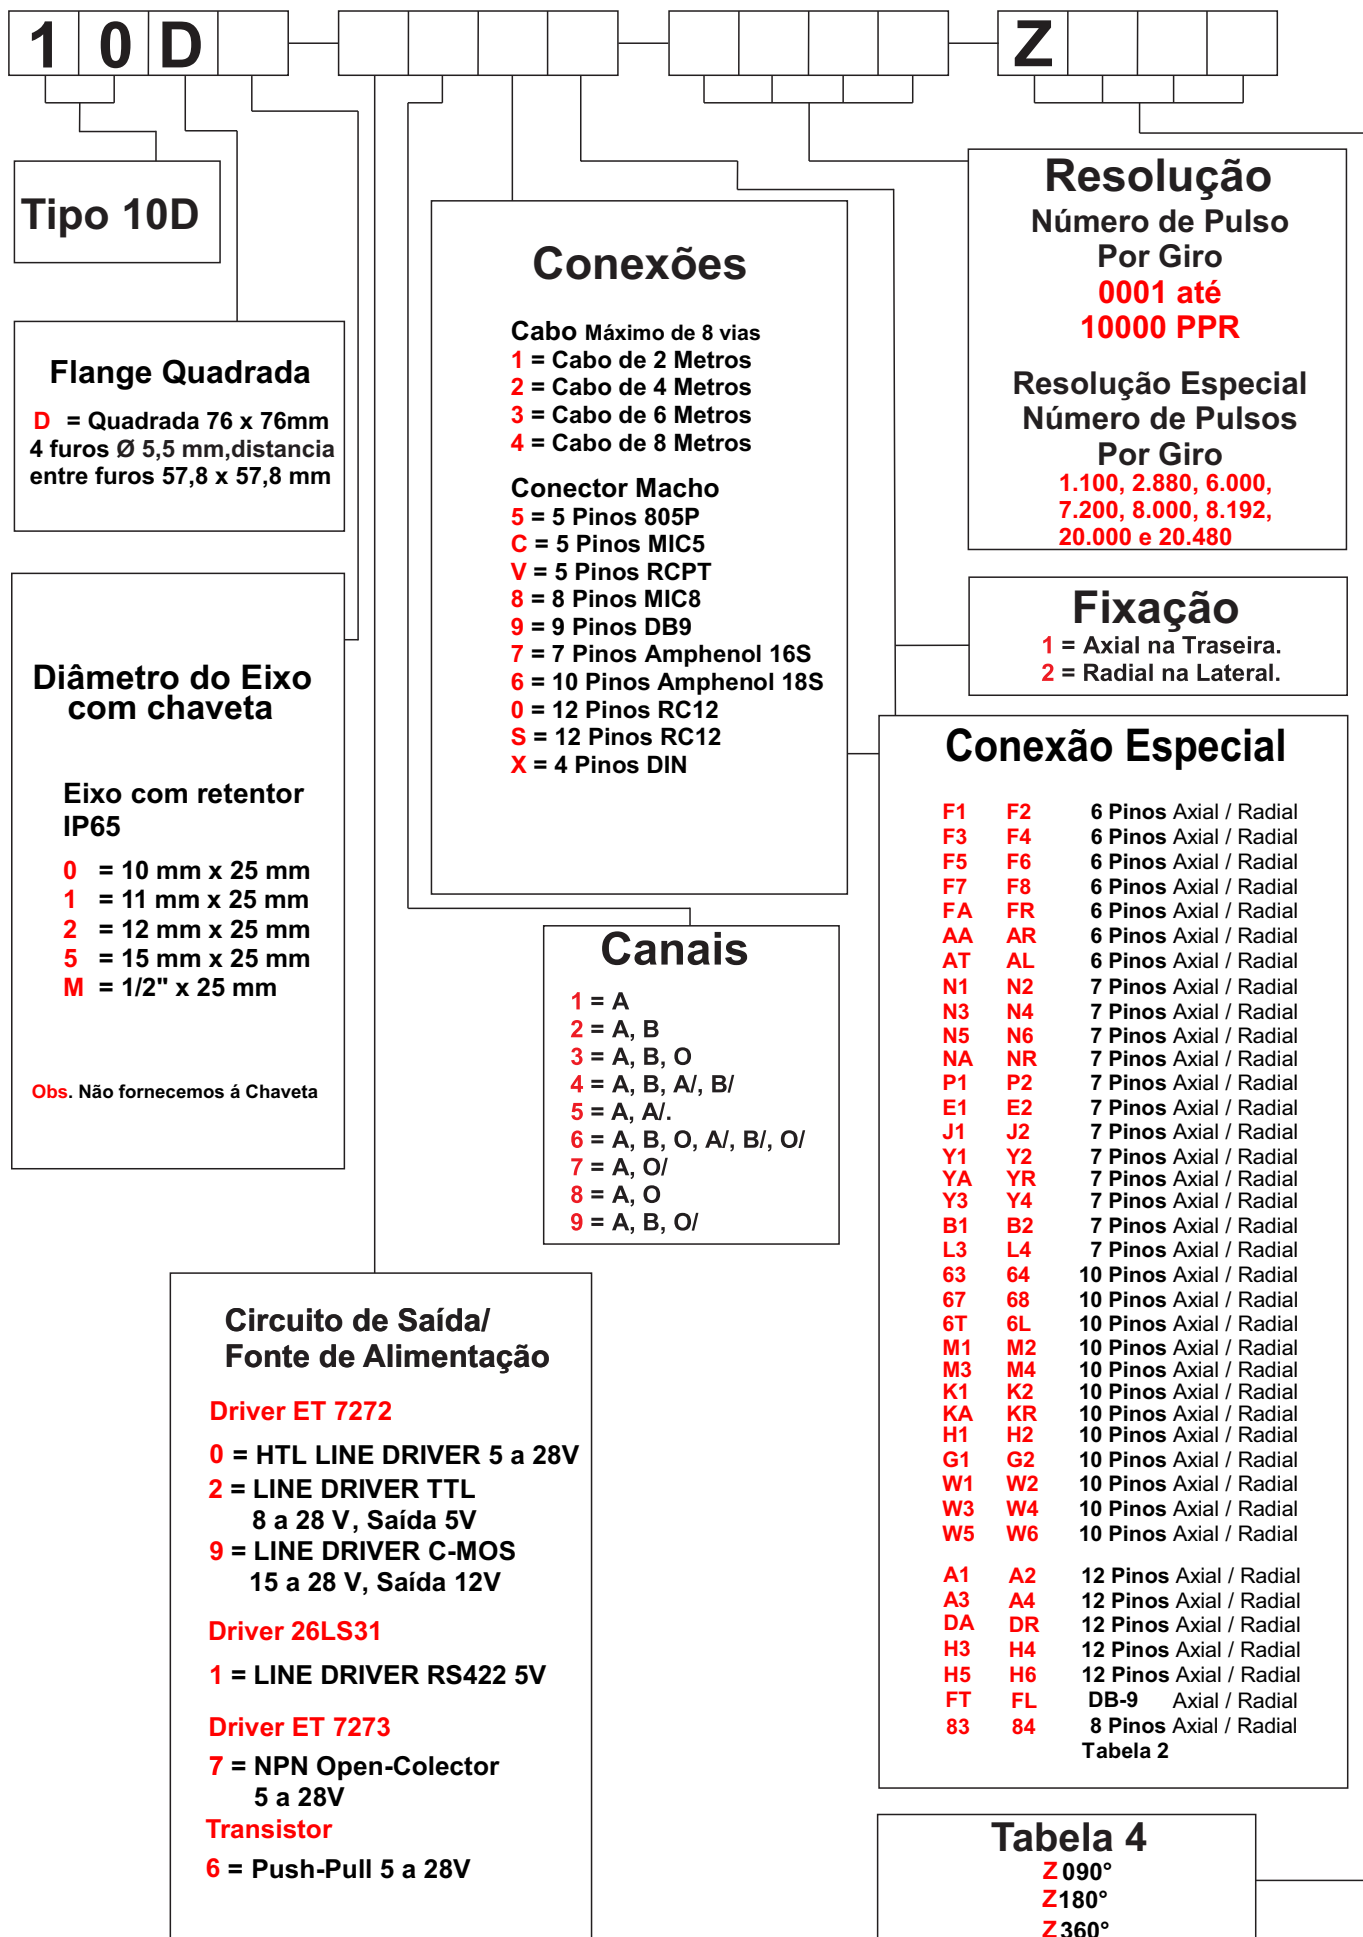 1 0 D Z
Tipo 10D
Flange Quadrada
D = Quadrada 76 x 76mm
4 furos Ø 5,5 mm,distancia
entre furos 57,8 x 57,8 mm
Diâmetro do Eixo
com chaveta
Eixo com retentor
IP65
0 = 10 mm x 25 mm
1 = 11 mm x 25 mm
2 = 12 mm x 25 mm
5 = 15 mm x 25 mm
M = 1/2" x 25 mm
Obs. Não fornecemos á Chaveta
Conexões
Cabo Máximo de 8 vias
1 = Cabo de 2 Metros
2 = Cabo de 4 Metros
3 = Cabo de 6 Metros
4 = Cabo de 8 Metros
Conector Macho
5 = 5 Pinos 805P
C = 5 Pinos MIC5
V = 5 Pinos RCPT
8 = 8 Pinos MIC8
9 = 9 Pinos DB9
7 = 7 Pinos Amphenol 16S
6 = 10 Pinos Amphenol 18S
0 = 12 Pinos RC12
S = 12 Pinos RC12
X = 4 Pinos DIN
Canais
1 = A
2 = A, B
3 = A, B, O
4 = A, B, A/, B/
5 = A, A/.
6 = A, B, O, A/, B/, O/
7 = A, O/
8 = A, O
9 = A, B, O/
Circuito de Saída/
Fonte de Alimentação
Driver ET 7272
0 = HTL LINE DRIVER 5 a 28V
2 = LINE DRIVER TTL
8 a 28 V, Saída 5V
9 = LINE DRIVER C-MOS
15 a 28 V, Saída 12V
Driver 26LS31
1 = LINE DRIVER RS422 5V
Driver ET 7273
7 = NPN Open-Colector
5 a 28V
Transistor
6 = Push-Pull 5 a 28V
Resolução
Número de Pulso
Por Giro
0001 até
10000 PPR
Resolução Especial
Número de Pulsos
Por Giro
1.100, 2.880, 6.000,
7.200, 8.000, 8.192,
20.000 e 20.480
Fixação
1 = Axial na Traseira.
2 = Radial na Lateral.
Conexão Especial
F1 F2 6 Pinos Axial / Radial
F3 F4 6 Pinos Axial / Radial
F5 F6 6 Pinos Axial / Radial
F7 F8 6 Pinos Axial / Radial
FA FR 6 Pinos Axial / Radial
AA AR 6 Pinos Axial / Radial
AT AL 6 Pinos Axial / Radial
N1 N2 7 Pinos Axial / Radial
N3 N4 7 Pinos Axial / Radial
N5 N6 7 Pinos Axial / Radial
NA NR 7 Pinos Axial / Radial
P1 P2 7 Pinos Axial / Radial
E1 E2 7 Pinos Axial / Radial
J1 J2 7 Pinos Axial / Radial
Y1 Y2 7 Pinos Axial / Radial
YA YR 7 Pinos Axial / Radial
Y3 Y4 7 Pinos Axial / Radial
B1 B2 7 Pinos Axial / Radial
L3 L4 7 Pinos Axial / Radial
63 64 10 Pinos Axial / Radial
67 68 10 Pinos Axial / Radial
6T 6L 10 Pinos Axial / Radial
M1 M2 10 Pinos Axial / Radial
M3 M4 10 Pinos Axial / Radial
K1 K2 10 Pinos Axial / Radial
KA KR 10 Pinos Axial / Radial
H1 H2 10 Pinos Axial / Radial
G1 G2 10 Pinos Axial / Radial
W1 W2 10 Pinos Axial / Radial
W3 W4 10 Pinos Axial / Radial
W5 W6 10 Pinos Axial / Radial
A1 A2 12 Pinos Axial / Radial
A3 A4 12 Pinos Axial / Radial
DA DR 12 Pinos Axial / Radial
H3 H4 12 Pinos Axial / Radial
H5 H6 12 Pinos Axial / Radial
FT FL DB-9 Axial / Radial
83 84 8 Pinos Axial / Radial
Tabela 2
Tabela 4
Z 090°
Z180°
Z 360°